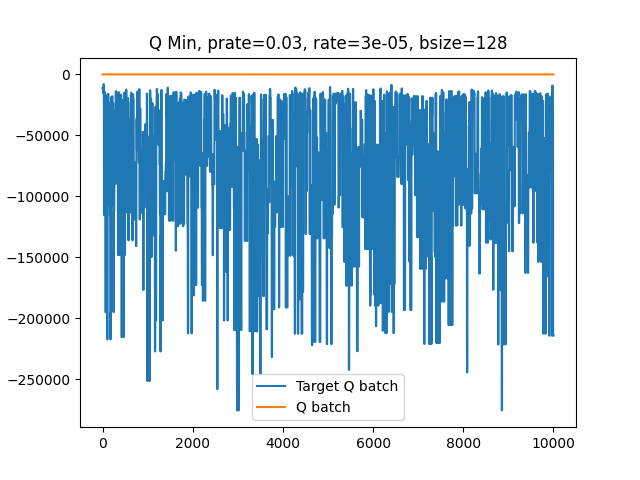 Q Min, prate=0.03, rate=3e-05, bsize=128
0
−50000
−100000
−150000
−200000
−250000
Target Q batch
Q batch
0 2000 4000 6000 8000 10000